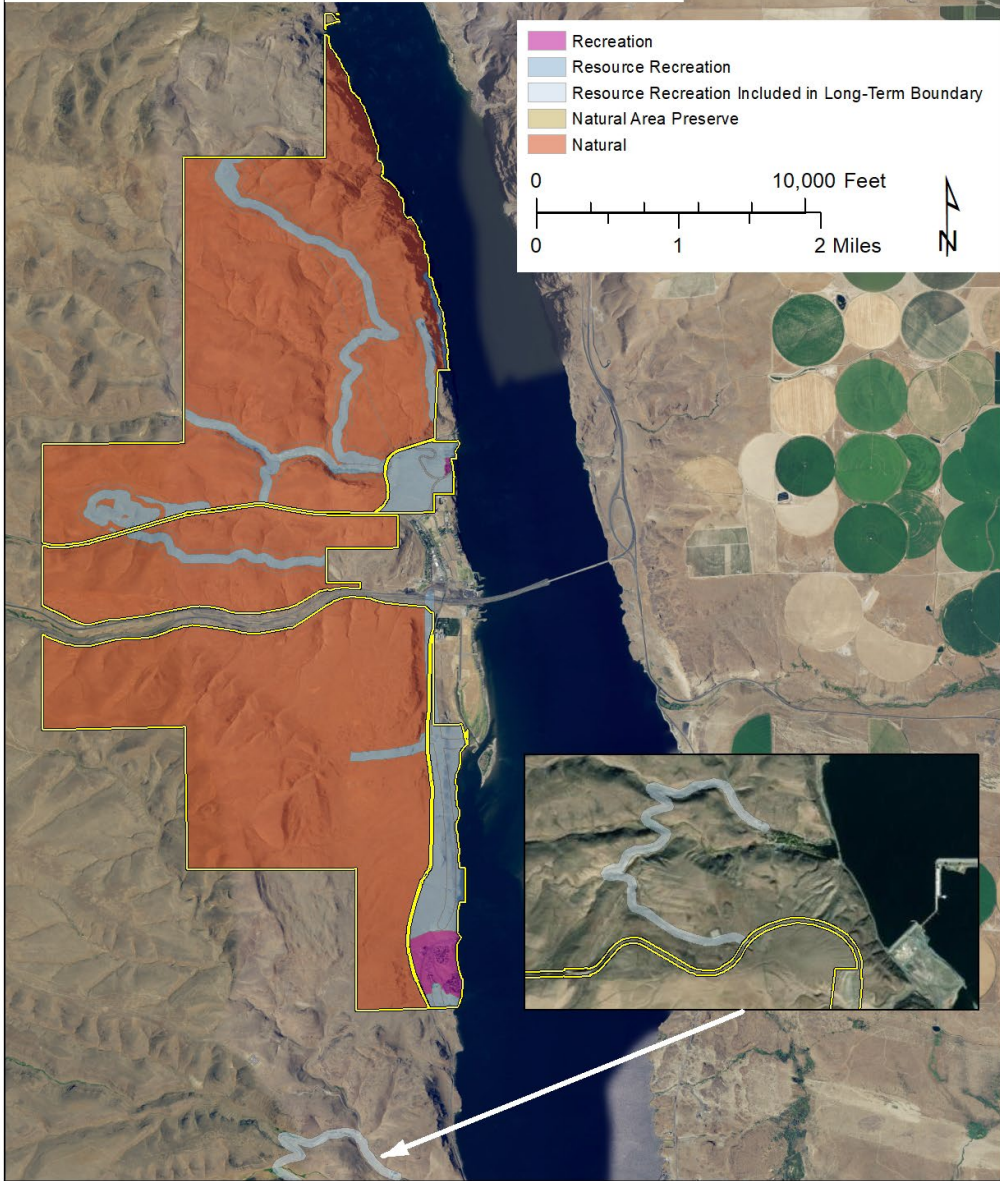 Recreation
Resource Recreation
Resource Recreation Included in Long-Term Boundary
Natural Area Preserve
Natural
0 10,000 Feet
0 1 2 Miles
N